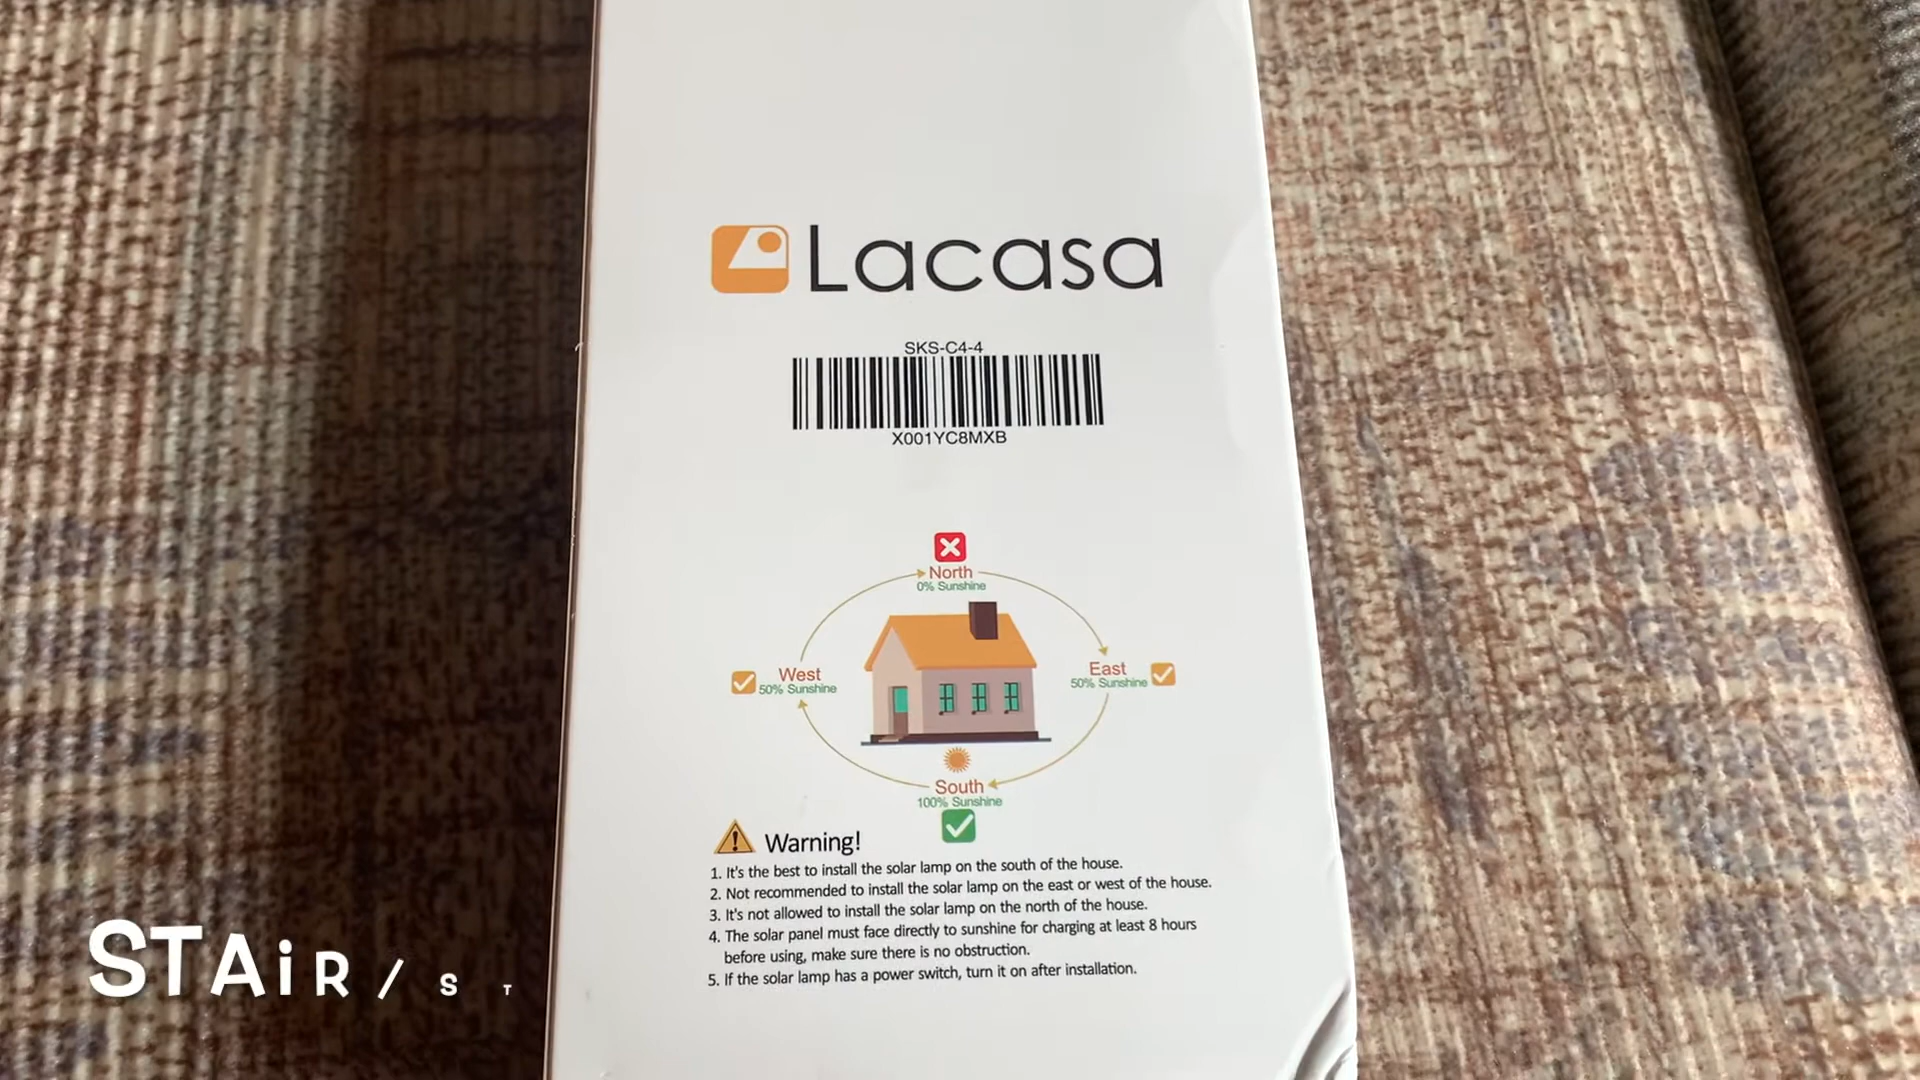 Lacasa
SKS-C4-4
X001YC8MXB
North
0% Sunshine
West
50% Sunshine
East
50% Sunshine
South
100% Sunshine
Warning!
1. It's the best to install the solar lamp on the south of the house.
2. Not recommended to install the solar lamp on the east or west of the house.
3. It's not allowed to install the solar lamp on the north of the house.
4. The solar panel must face directly to sunshine for charging at least 8 hours
before using, make sure there is no obstruction.
5. If the solar lamp has a power switch, turn it on after installation.
STAiR/ST